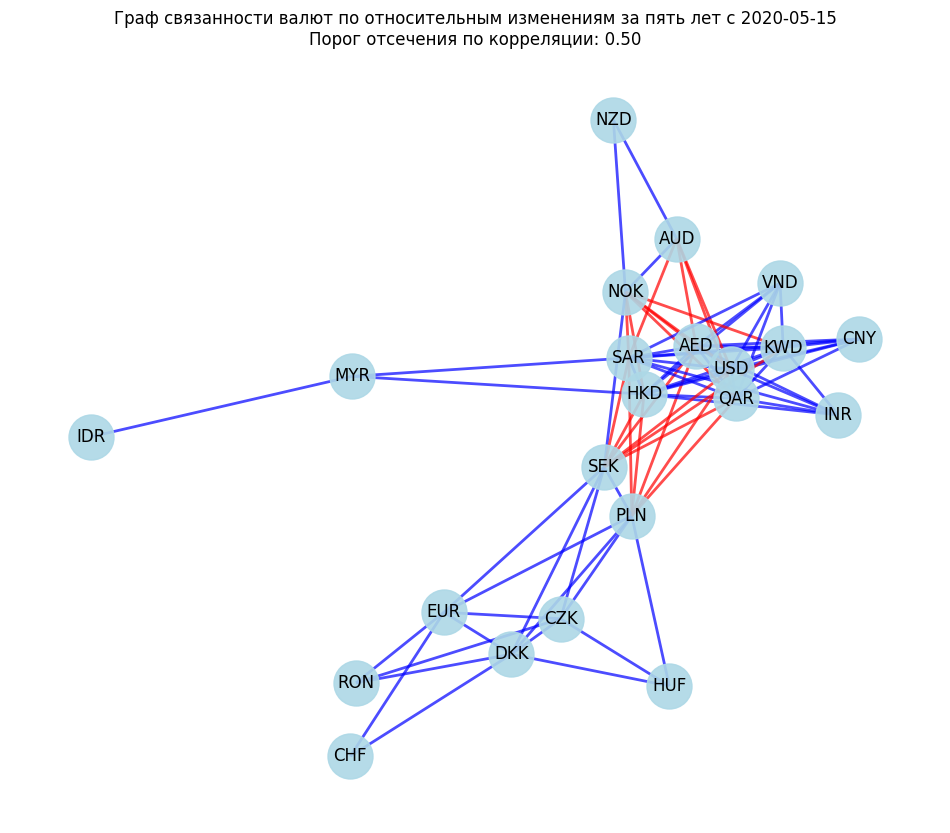 Граф связанности валют по относительным изменениям за пять лет с 2020-05-15
Порог отсечения по корреляции: 0.50
NZD
AUD
VND
NOK
CNY
AED
KWD
SAR
USD
MYR
HKD
QAR
INR
IDR
SEK
PLN
EUR
CZK
DKK
RON
HUF
CHF